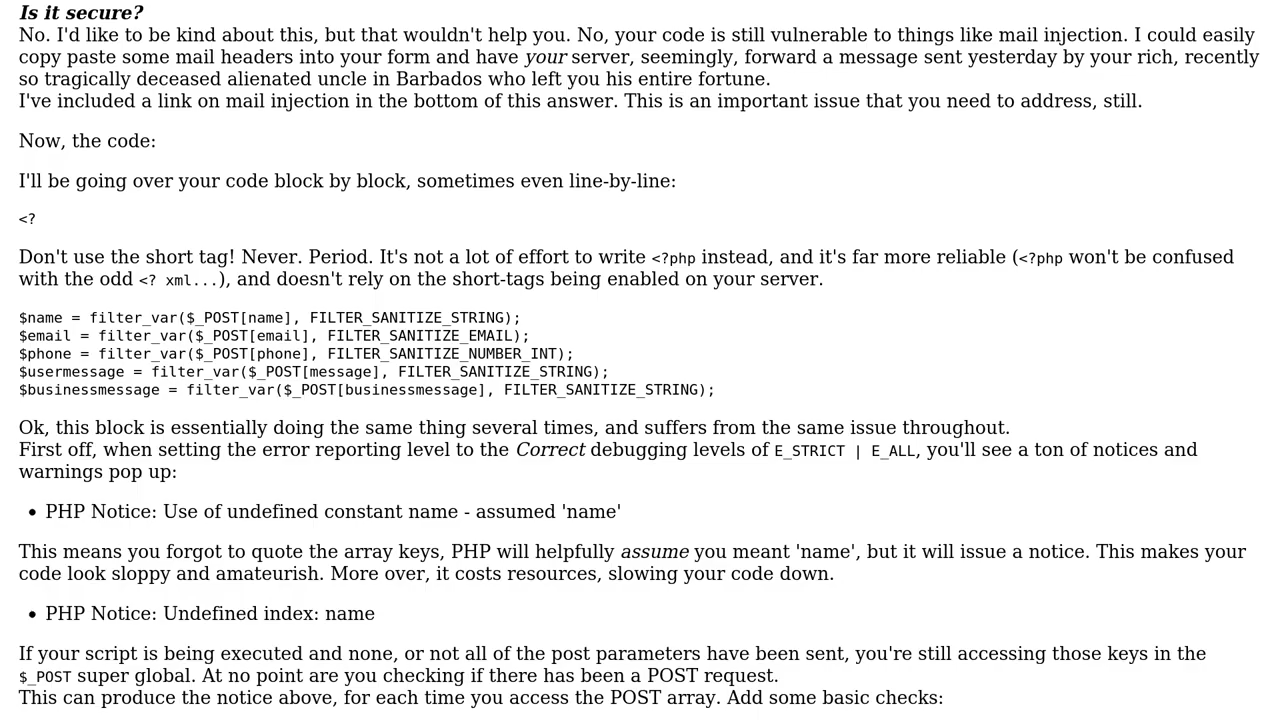 Is it secure?
No. I'd like to be kind about this, but that wouldn't help you. No, your code is still vulnerable to things like mail injection. I could easily
copy paste some mail headers into your form and have your server, seemingly, forward a message sent yesterday by your rich, recently
so tragically deceased alienated uncle in Barbados who left you his entire fortune.
I've included a link on mail injection in the bottom of this answer. This is an important issue that you need to address, still.
Now, the code:
I'll be going over your code block by block, sometimes even line-by-line:
<?
Don't use the short tag! Never. Period. It's not a lot of effort to write <?php instead, and it's far more reliable (<?php won't be confused
with the odd <? xml...), and doesn't rely on the short-tags being enabled on your server.
$name = filter_var($_POST[name], FILTER_SANITIZE_STRING);
$email = filter_var($_POST[email], FILTER_SANITIZE_EMAIL);
$phone = filter_var($_POST[phone], FILTER_SANITIZE_NUMBER_INT);
$usermessage = filter_var($_POST[message], FILTER_SANITIZE_STRING);
$businessmessage = filter_var($_POST[businessmessage], FILTER_SANITIZE_STRING);
Ok, this block is essentially doing the same thing several times, and suffers from the same issue throughout.
First off, when setting the error reporting level to the Correct debugging levels of E_STRICT | E_ALL, you'll see a ton of notices and
warnings pop up:
• PHP Notice: Use of undefined constant name - assumed 'name'
This means you forgot to quote the array keys, PHP will helpfully assume you meant 'name', but it will issue a notice. This makes your
code look sloppy and amateurish. More over, it costs resources, slowing your code down.
• PHP Notice: Undefined index: name
If your script is being executed and none, or not all of the post parameters have been sent, you're still accessing those keys in the
$_POST super global. At no point are you checking if there has been a POST request.
This can produce the notice above, for each time you access the POST array. Add some basic checks: